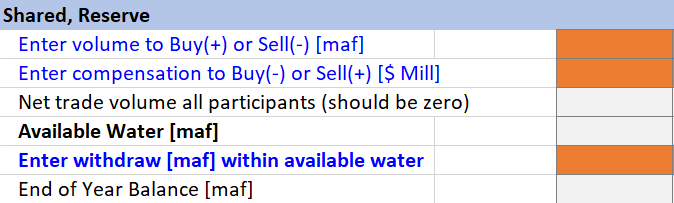 Shared, Reserve
Enter volume to Buy(+) or Sell(-) [maf]
Enter compensation to Buy(-) or Sell(+) [$ Mill]
Net trade volume all participants (should be zero)
Available Water [maf]
Enter withdraw [maf] within available water
End of Year Balance [maf]